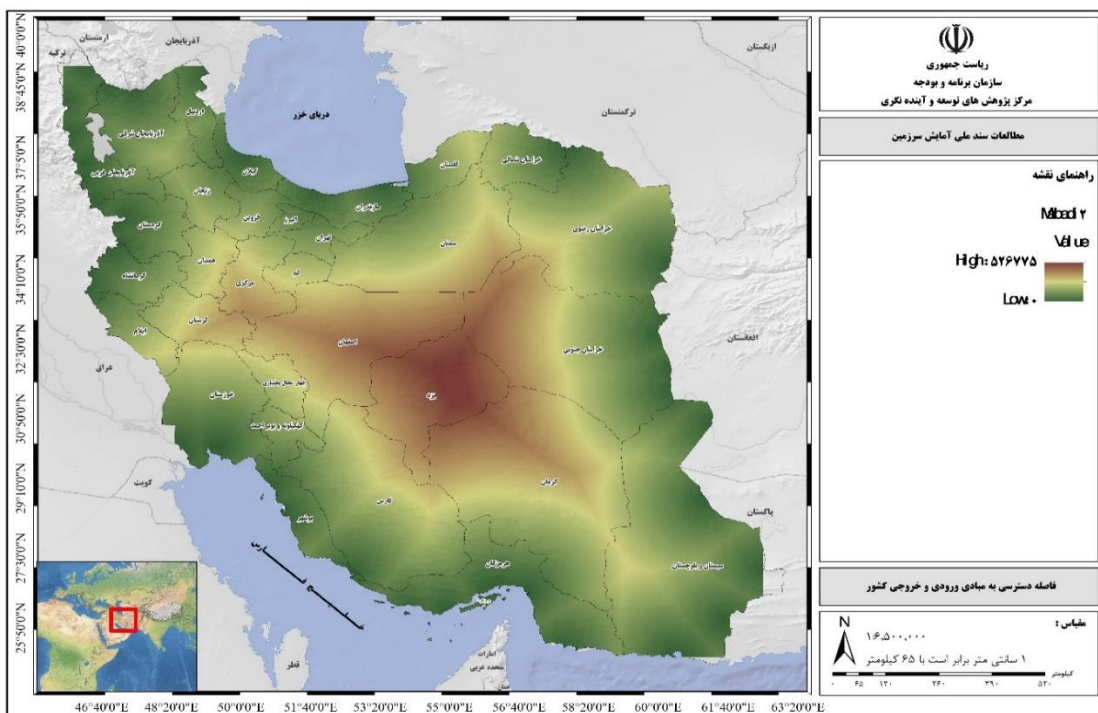 ریاست جمهوری
سازمان برنامه و بودجه
مرکز پژوهش های توسعه و آینده نگری
مطالعات سند ملی آمایش سرزمین
راهنمای نقشه
Mabadi ۲
Value
High : ۵۲۶۷۷۵
Low : ۰
فاصله دسترسی به مبادی ورودی و خروجی کشور
مقیاس :
N
۱:۶,۵۰۰,۰۰۰
۱ سانتی متر برابر است با ۶۵ کیلومتر
کیلومتر
۰ ۶۵ ۱۳۰ ۲۶۰ ۳۹۰ ۵۲۰
ارمنستان
آذربایجان
ترکیه
ازبکستان
ترکمنستان
دریای خزر
اردبیل
آذربایجان شرقی
آذربایجان غربی
گیلان
زنجان
گلستان
خراسان شمالی
مازندران
کردستان
قزوین
البرز
تهران
سمنان
خراسان رضوی
همدان
قم
کرمانشاه
مرکزی
افغانستان
لرستان
ایلام
اصفهان
خراسان جنوبی
عراق
چهار محال بختیاری
خوزستان
یزد
کهگیلویه و بویر احمد
کویت
کرمان
فارس
بوشهر
پاکستان
خلیج فارس
هرمزگان
سیستان و بلوچستان
قطر
امارات
متحده عربی
عمان
40°0'0"N
38°45'0"N
37°5'0"N
35°50'0"N
34°10'0"N
32°30'0"N
30°50'0"N
29°10'0"N
27°30'0"N
25°50'0"N
46°40'0"E 48°20'0"E 50°0'0"E 51°40'0"E 53°20'0"E 55°0'0"E 56°40'0"E 58°20'0"E 60°0'0"E 61°40'0"E 63°20'0"E